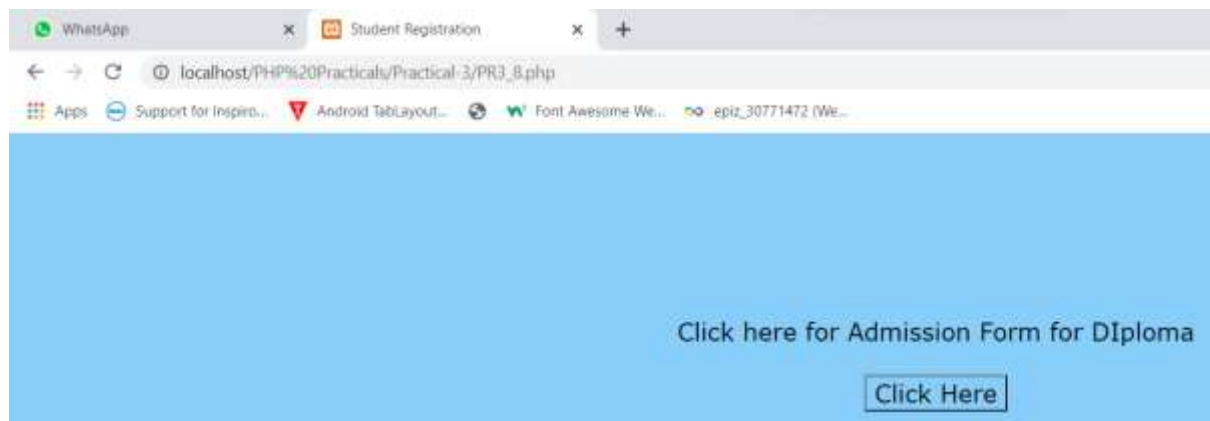 WhatsApp
Student Registration
localhost/PHP%20Practicals/Practical-3/PR3_8.php
Apps Support for Inspiro... Android TabLayout... Font Awesome We... epiz_30771472 (We...
Click here for Admission Form for DIploma
Click Here